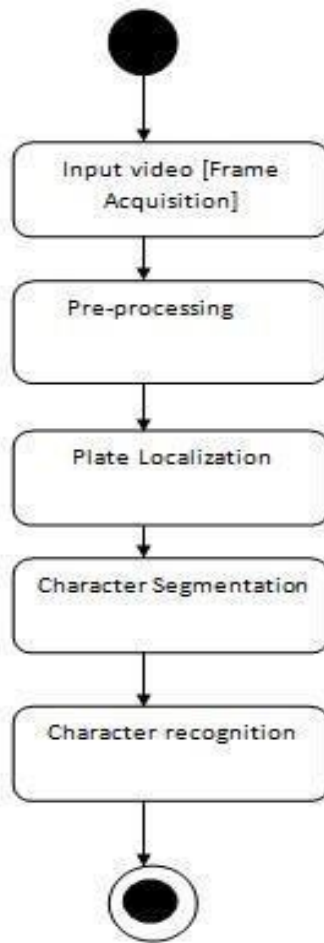 Input video [Frame
Acquisition]
Pre-processing
Plate Localization
Character Segmentation
Character recognition